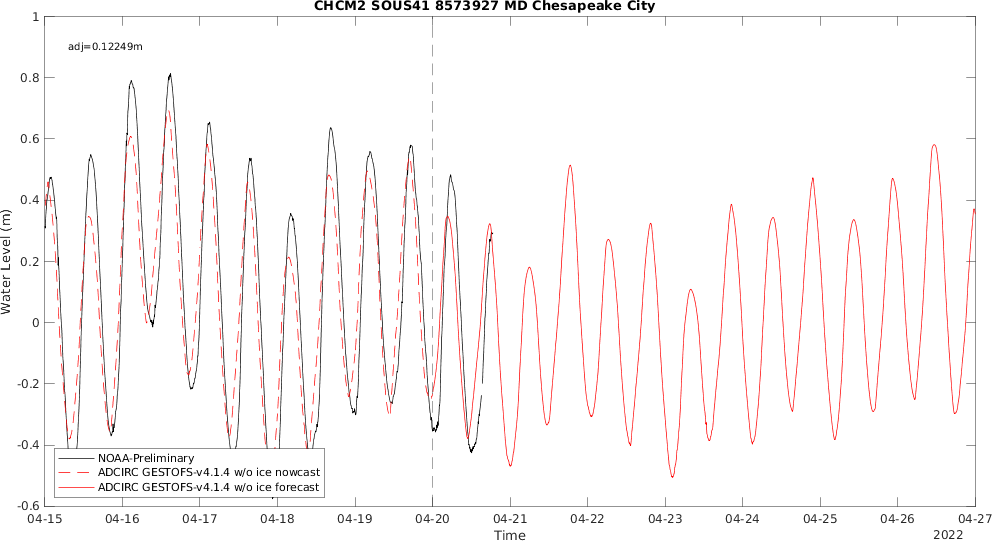 CHCM2 SOUS41 8573927 MD Chesapeake City
adj=0.12249m
1
0.8
0.6
0.4
0.2
0
-0.2
-0.4
-0.6
Water Level (m)
NOAA-Preliminary
ADCIRC GESTOFS-v4.1.4 w/o ice nowcast
ADCIRC GESTOFS-v4.1.4 w/o ice forecast
04-15 04-16 04-17 04-18 04-19 04-20 04-21 04-22 04-23 04-24 04-25 04-26 04-27
Time
2022